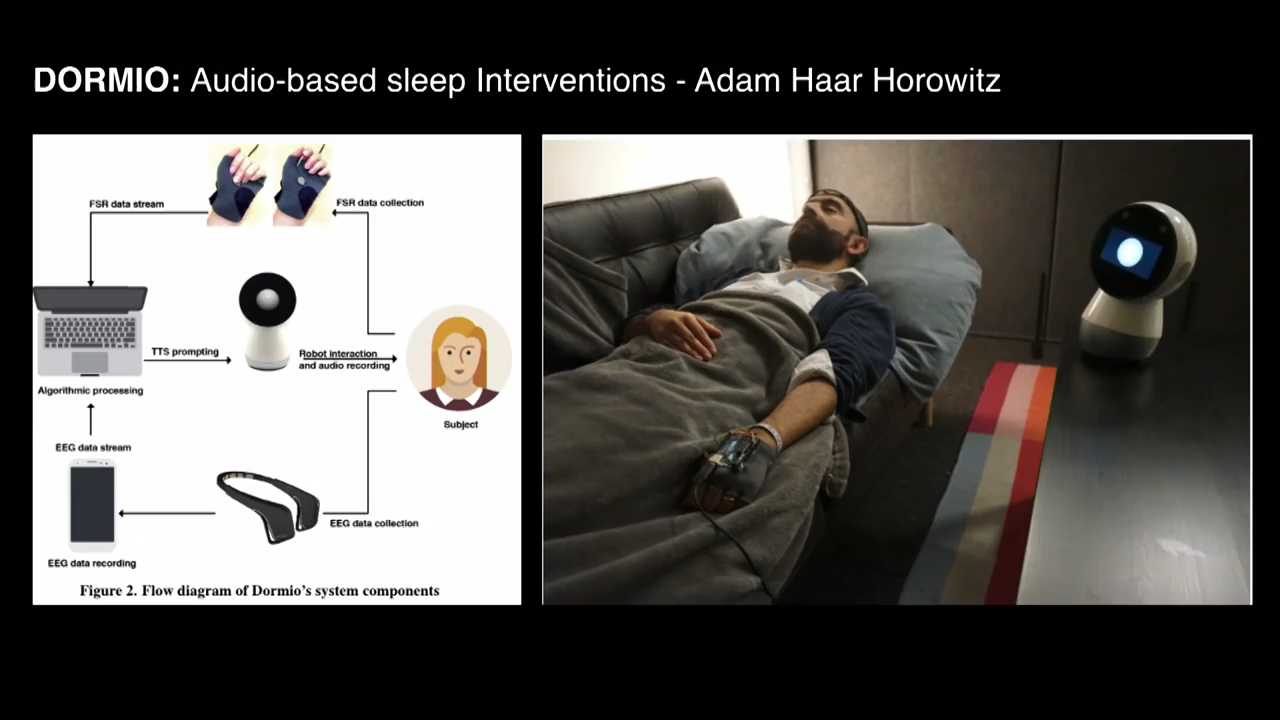 DORMIO: Audio-based sleep Interventions - Adam Haar Horowitz
FSR data stream
FSR data collection
TTS prompting
Robot interaction
and audio recording
Algorithmic processing
Subject
EEG data stream
EEG data collection
EEG data recording
Figure 2. Flow diagram of Dormio's system components